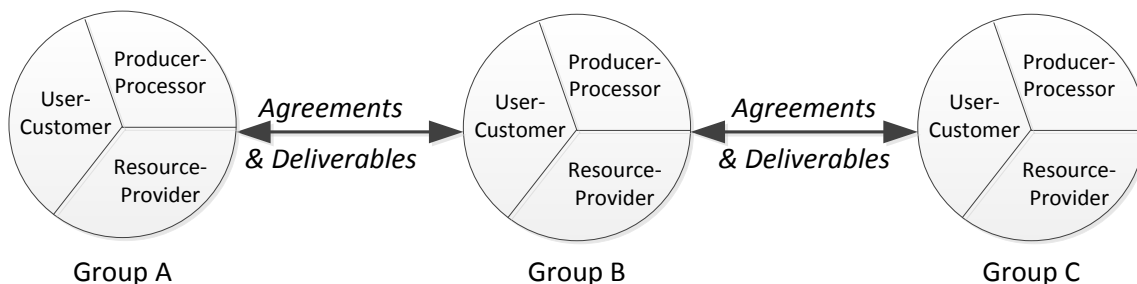 Producer-
Processor
User-
Customer
Resource-
Provider
Group A
Agreements
& Deliverables
Producer-
Processor
User-
Customer
Resource-
Provider
Group B
Agreements
& Deliverables
Producer-
Processor
User-
Customer
Resource-
Provider
Group C